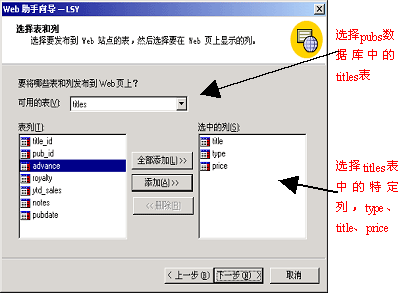 Web 助手向导 — LSY
选择表和列
选择要发布到 Web 站点的表，然后选择要在 Web 页上显示的列。
要将哪些表和列发布到Web页上?
可用的表(V):
titles
表列(T):
title_id
pub_id
advance
royalty
ytd_sales
notes
pubdate
全部添加(L)>>
添加(A)>>
<<删除(R)
选中的列(S):
title
type
price
<上一步(B)
下一步(N)>
取消
选择pubs数
据库中的
titles表
选择titles表
中的特定
列，type、
title、price